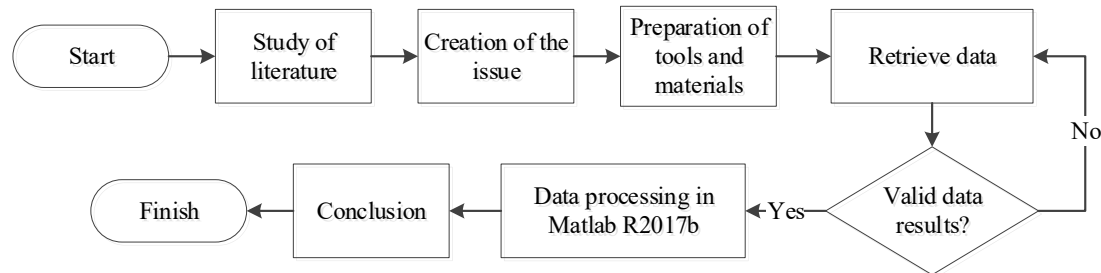 Start
Study of
literature
Creation of the
issue
Preparation of
tools and
materials
Retrieve data
No
Valid data
results?
Yes
Data processing in
Matlab R2017b
Conclusion
Finish